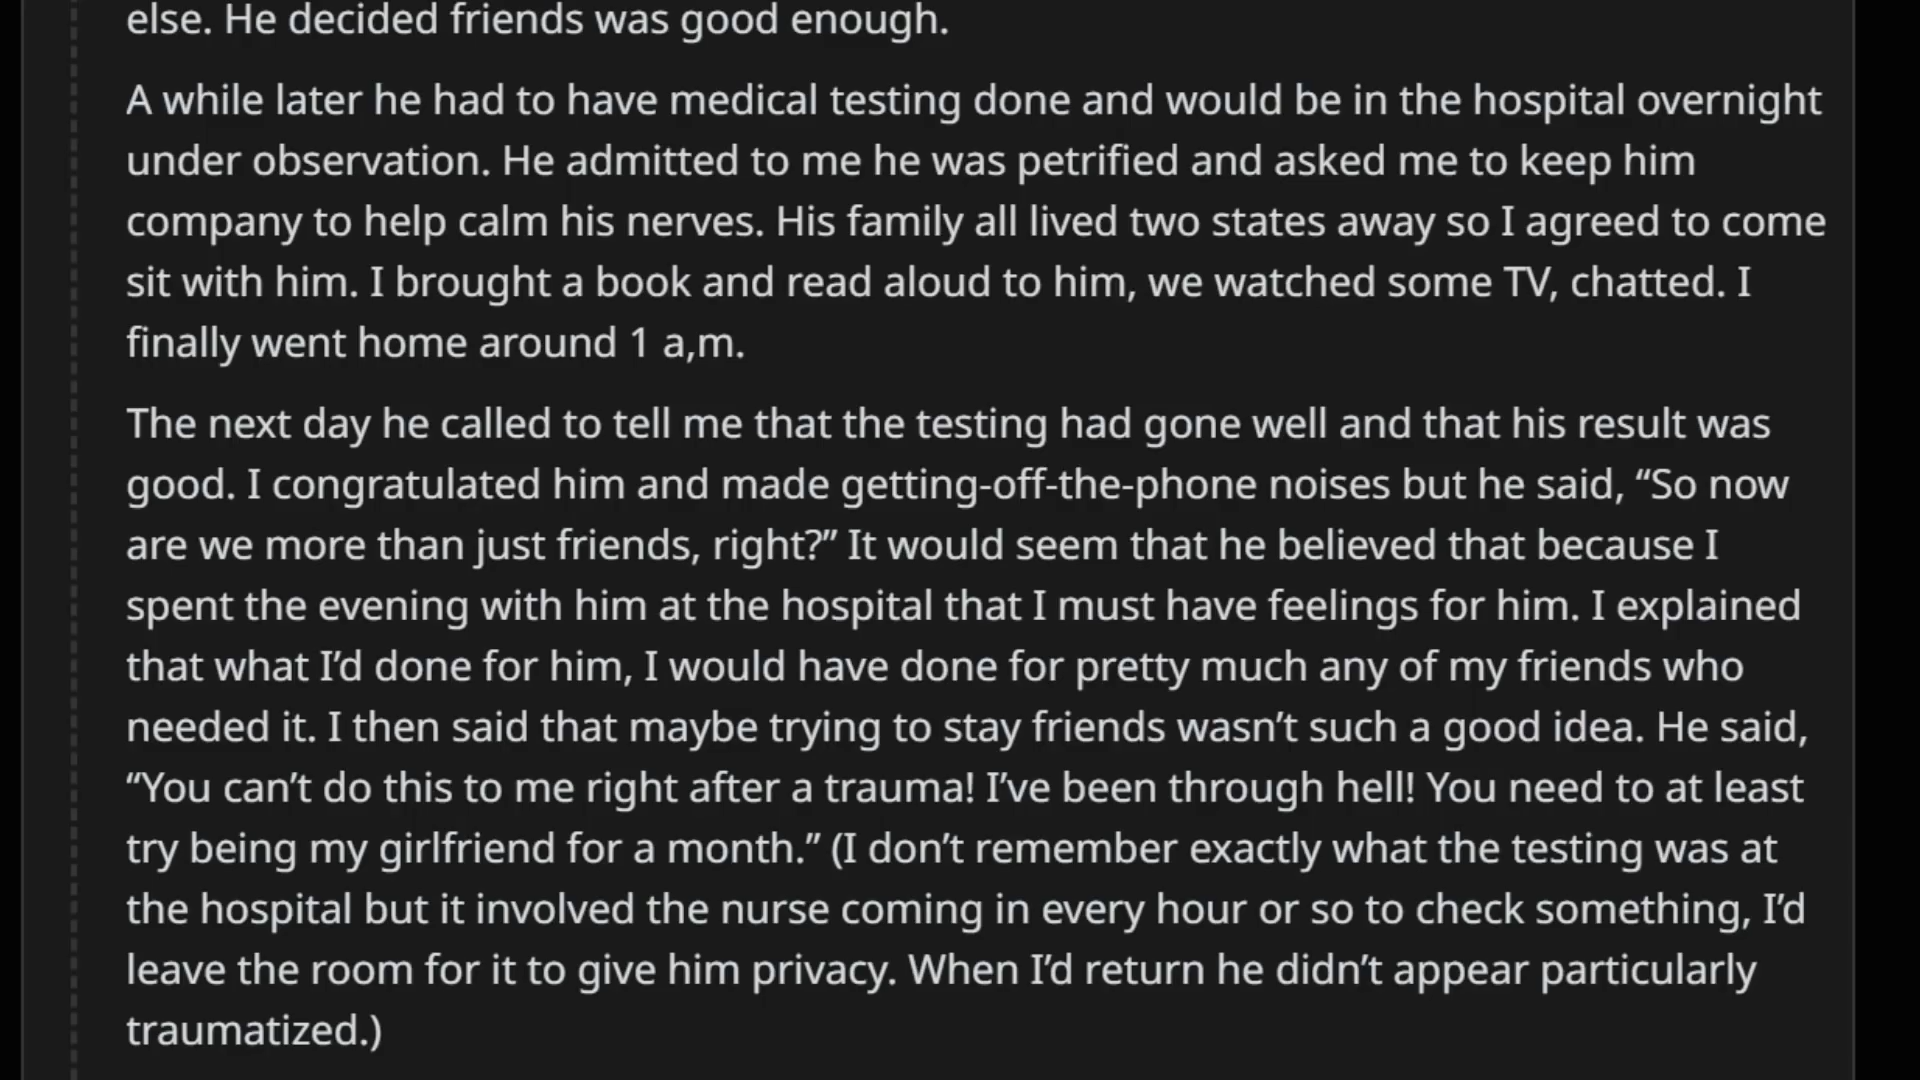 else. He decided friends was good enough.
A while later he had to have medical testing done and would be in the hospital overnight
under observation. He admitted to me he was petrified and asked me to keep him
company to help calm his nerves. His family all lived two states away so I agreed to come
sit with him. I brought a book and read aloud to him, we watched some TV, chatted. I
finally went home around 1 a,m.
The next day he called to tell me that the testing had gone well and that his result was
good. I congratulated him and made getting-off-the-phone noises but he said, “So now
are we more than just friends, right?” It would seem that he believed that because I
spent the evening with him at the hospital that I must have feelings for him. I explained
that what I’d done for him, I would have done for pretty much any of my friends who
needed it. I then said that maybe trying to stay friends wasn’t such a good idea. He said,
“You can’t do this to me right after a trauma! I’ve been through hell! You need to at least
try being my girlfriend for a month.” (I don’t remember exactly what the testing was at
the hospital but it involved the nurse coming in every hour or so to check something, I’d
leave the room for it to give him privacy. When I’d return he didn’t appear particularly
traumatized.)